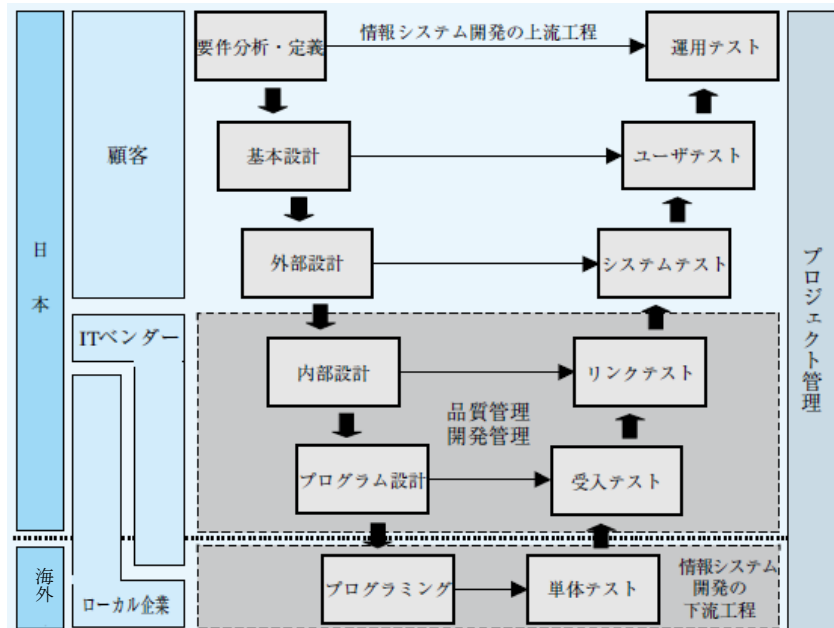 要件分析・定義
情報システム開発の上流工程
運用テスト
顧客
基本設計
ユーザテスト
日本
外部設計
システムテスト
プロジェクト管理
ITベンダー
内部設計
リンクテスト
品質管理
開発管理
プログラム設計
受入テスト
海外
ローカル企業
プログラミング
単体テスト
情報システム
開発の
下流工程